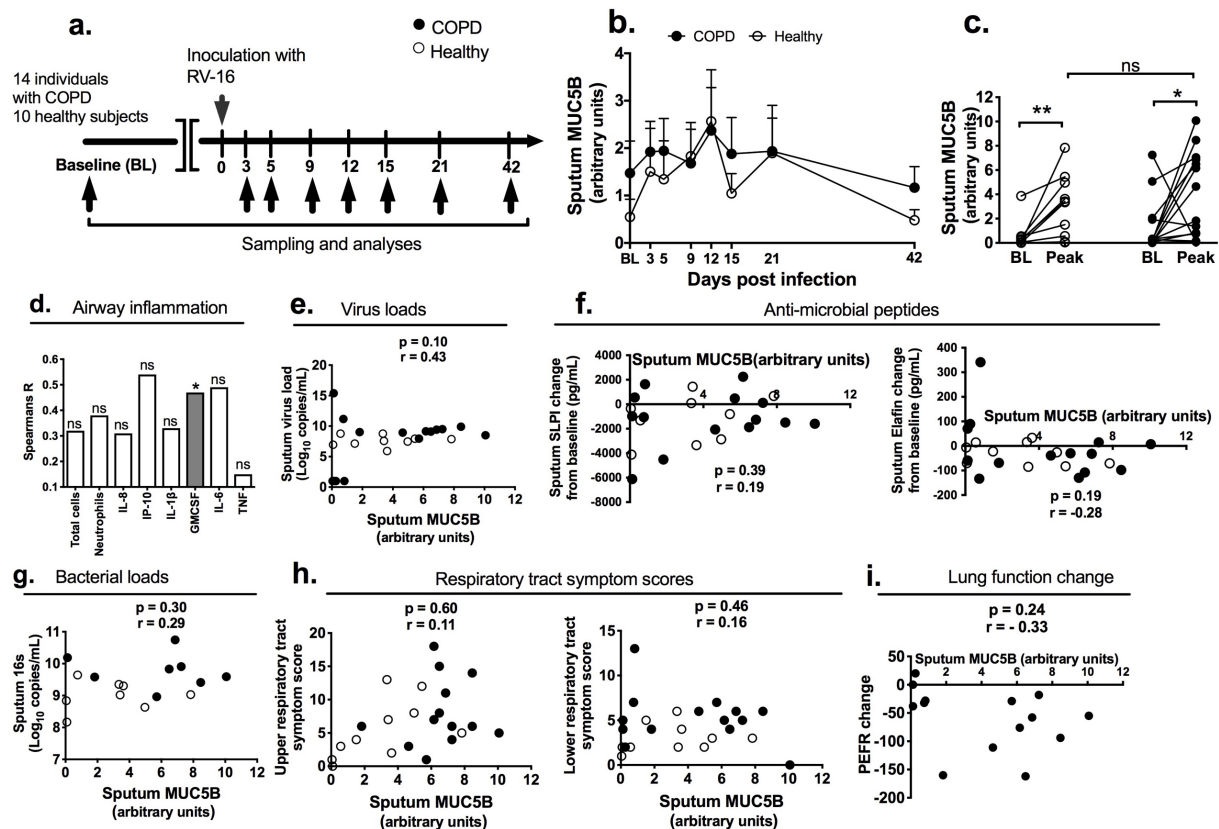 a.
COPD
Healthy
14 individuals
with COPD
10 healthy subjects
Inoculation with
RV-16
Baseline (BL)
0 3 5 9 12 15 21 42
Sampling and analyses
b.
COPD Healthy
Sputum MUC5B
(arbitrary units)
4
3
2
1
0
BL 3 5 9 12 15 21 42
Days post infection
c.
ns
** *
Sputum MUC5B
(arbitrary units)
12
10
8
6
4
2
0
BL Peak BL Peak
d. Airway inflammation
Spearmans R
0.6
0.5
0.4
0.3
0.2
0.1
ns ns ns ns ns * ns ns
Total cells
Neutrophils
IL-8
IP-10
IL-1β
GMCSF
IL-6
TNF
e. Virus loads
p = 0.10
r = 0.43
Sputum virus load
(Log10 copies/mL)
20
15
10
5
0
0 2 4 6 8 10 12
Sputum MUC5B
(arbitrary units)
f. Anti-microbial peptides
Sputum SLPI change
from baseline (pg/mL)
4000
2000
0
-2000
-4000
-6000
-8000
Sputum MUC5B(arbitrary units)
4 8 12
p = 0.39
r = 0.19
Sputum Elafin change
from baseline (pg/mL)
400
300
200
100
0
-100
-200
Sputum MUC5B (arbitrary units)
4 8 12
p = 0.19
r = -0.28
g. Bacterial loads
p = 0.30
r = 0.29
Sputum 16s
(Log10 copies/mL)
11
10
9
8
7
0 2 4 6 8 10 12
Sputum MUC5B
(arbitrary units)
h. Respiratory tract symptom scores
p = 0.60
r = 0.11
Upper respiratory tract
symptom score
20
15
10
5
0
0 2 4 6 8 10 12
Sputum MUC5B
(arbitrary units)
p = 0.46
r = 0.16
Lower respiratory tract
symptom score
15
10
5
0
0 2 4 6 8 10 12
Sputum MUC5B
(arbitrary units)
i. Lung function change
p = 0.24
r = - 0.33
PEFR change
50
0
-50
-100
-150
-200
Sputum MUC5B (arbitrary units)
2 4 6 8 10 12